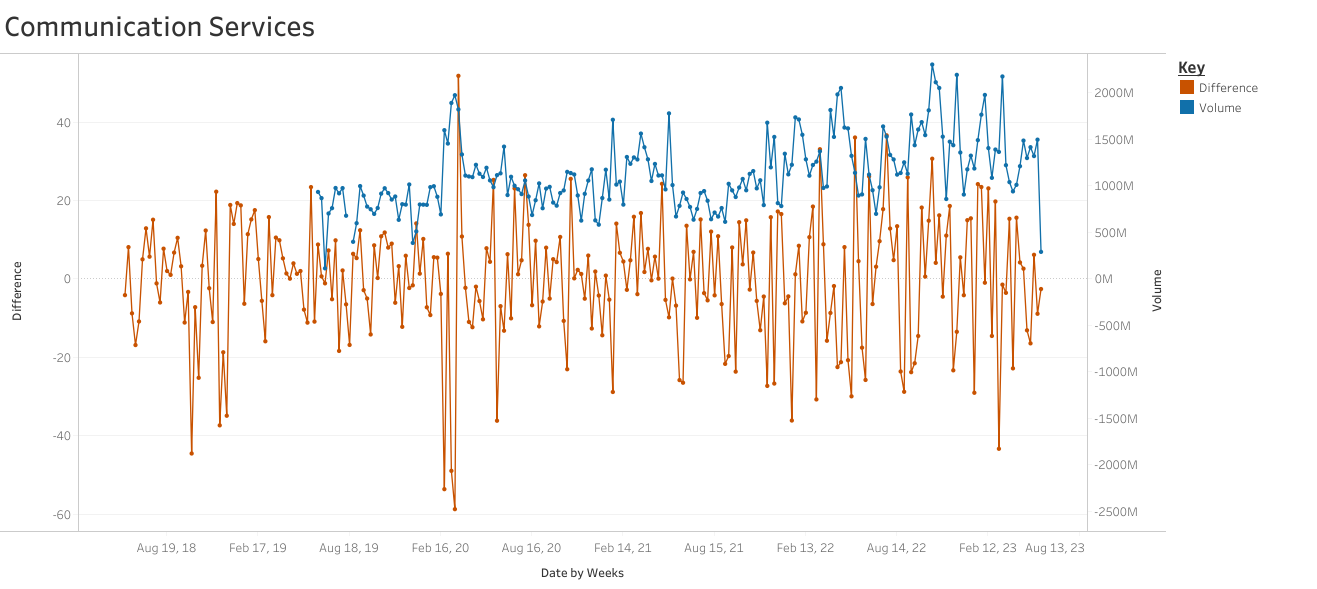 Communication Services
Key
Difference
Volume
40
20
0
-20
-40
-60
Difference
2000M
1500M
1000M
500M
0M
-500M
-1000M
-1500M
-2000M
-2500M
Volume
Aug 19, 18 Feb 17, 19 Aug 18, 19 Feb 16, 20 Aug 16, 20 Feb 14, 21 Aug 15, 21 Feb 13, 22 Aug 14, 22 Feb 12, 23 Aug 13, 23
Date by Weeks